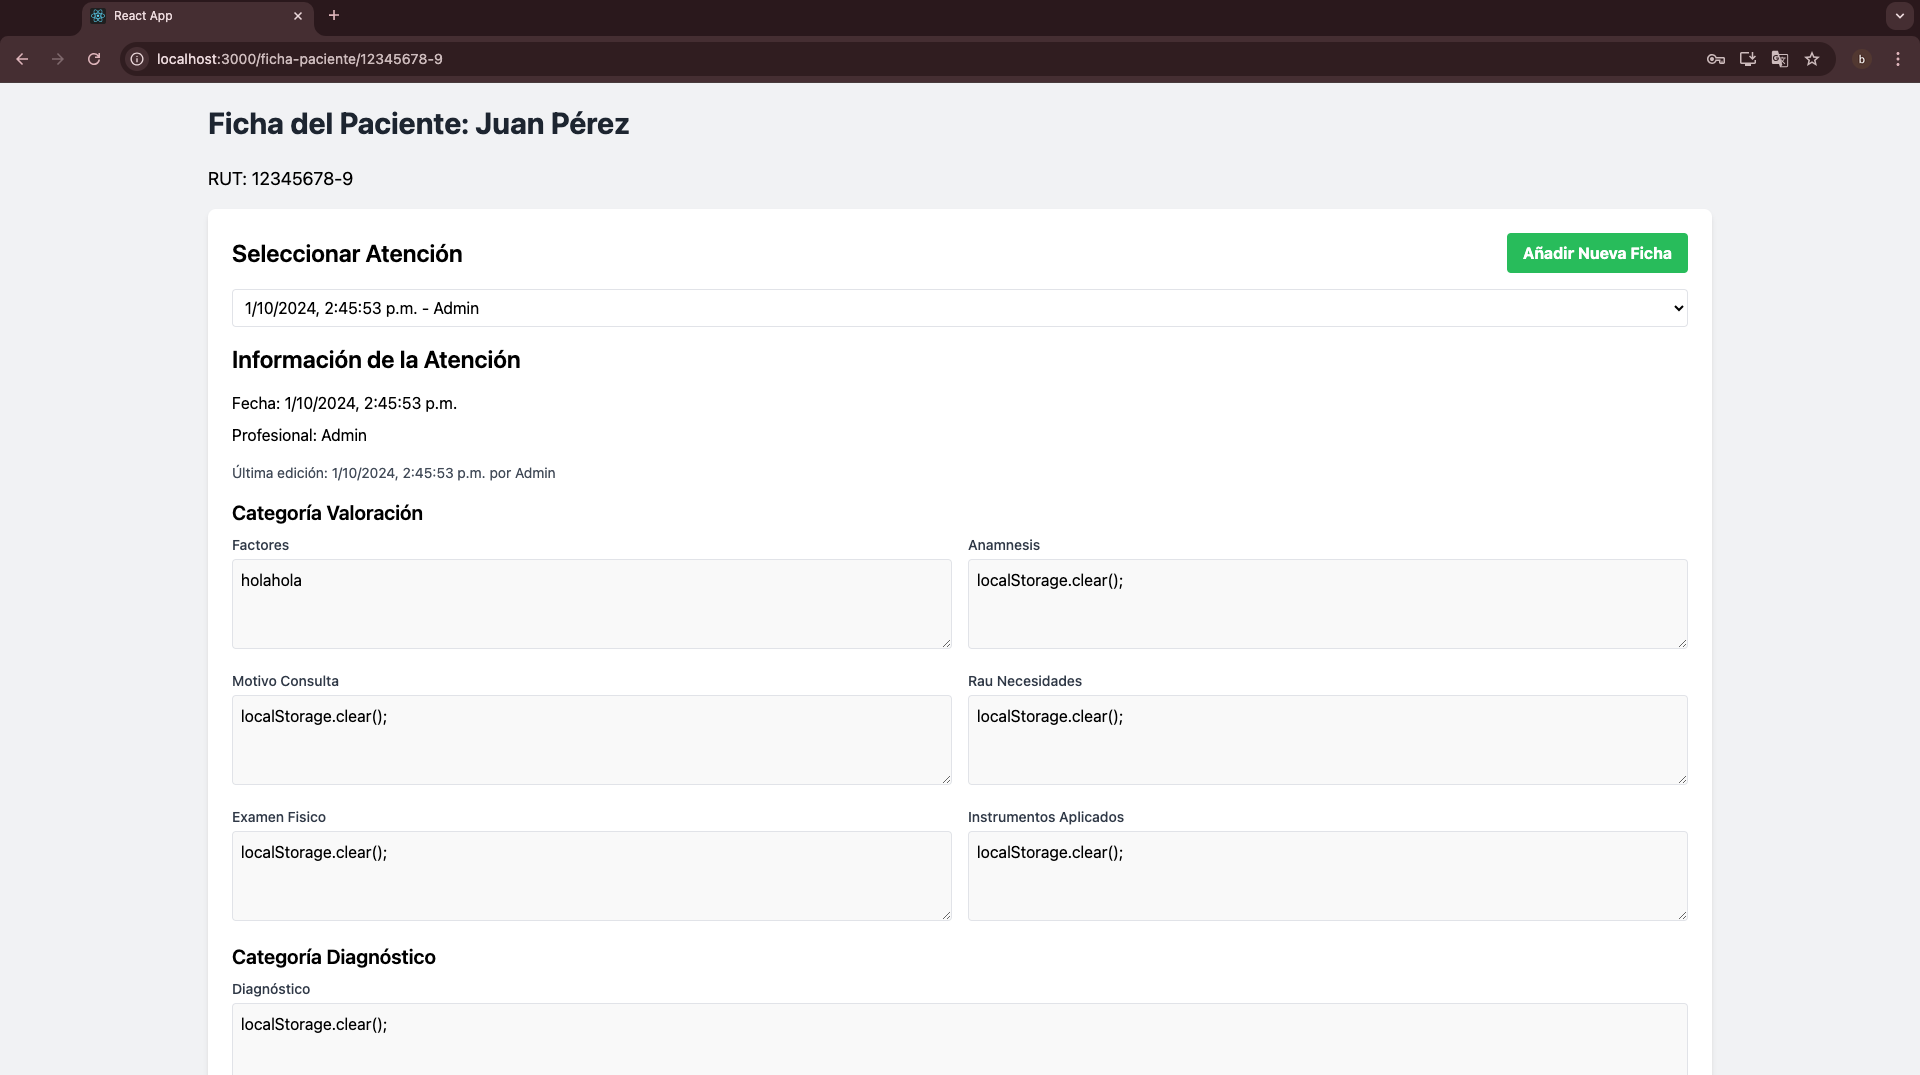 React App
localhost:3000/ficha-paciente/12345678-9
b
Ficha del Paciente: Juan Pérez
RUT: 12345678-9
Seleccionar Atención
Añadir Nueva Ficha
1/10/2024, 2:45:53 p.m. - Admin
Información de la Atención
Fecha: 1/10/2024, 2:45:53 p.m.
Profesional: Admin
Última edición: 1/10/2024, 2:45:53 p.m. por Admin
Categoría Valoración
Factores
holahola
Anamnesis
localStorage.clear();
Motivo Consulta
localStorage.clear();
Rau Necesidades
localStorage.clear();
Examen Fisico
localStorage.clear();
Instrumentos Aplicados
localStorage.clear();
Categoría Diagnóstico
Diagnóstico
localStorage.clear();